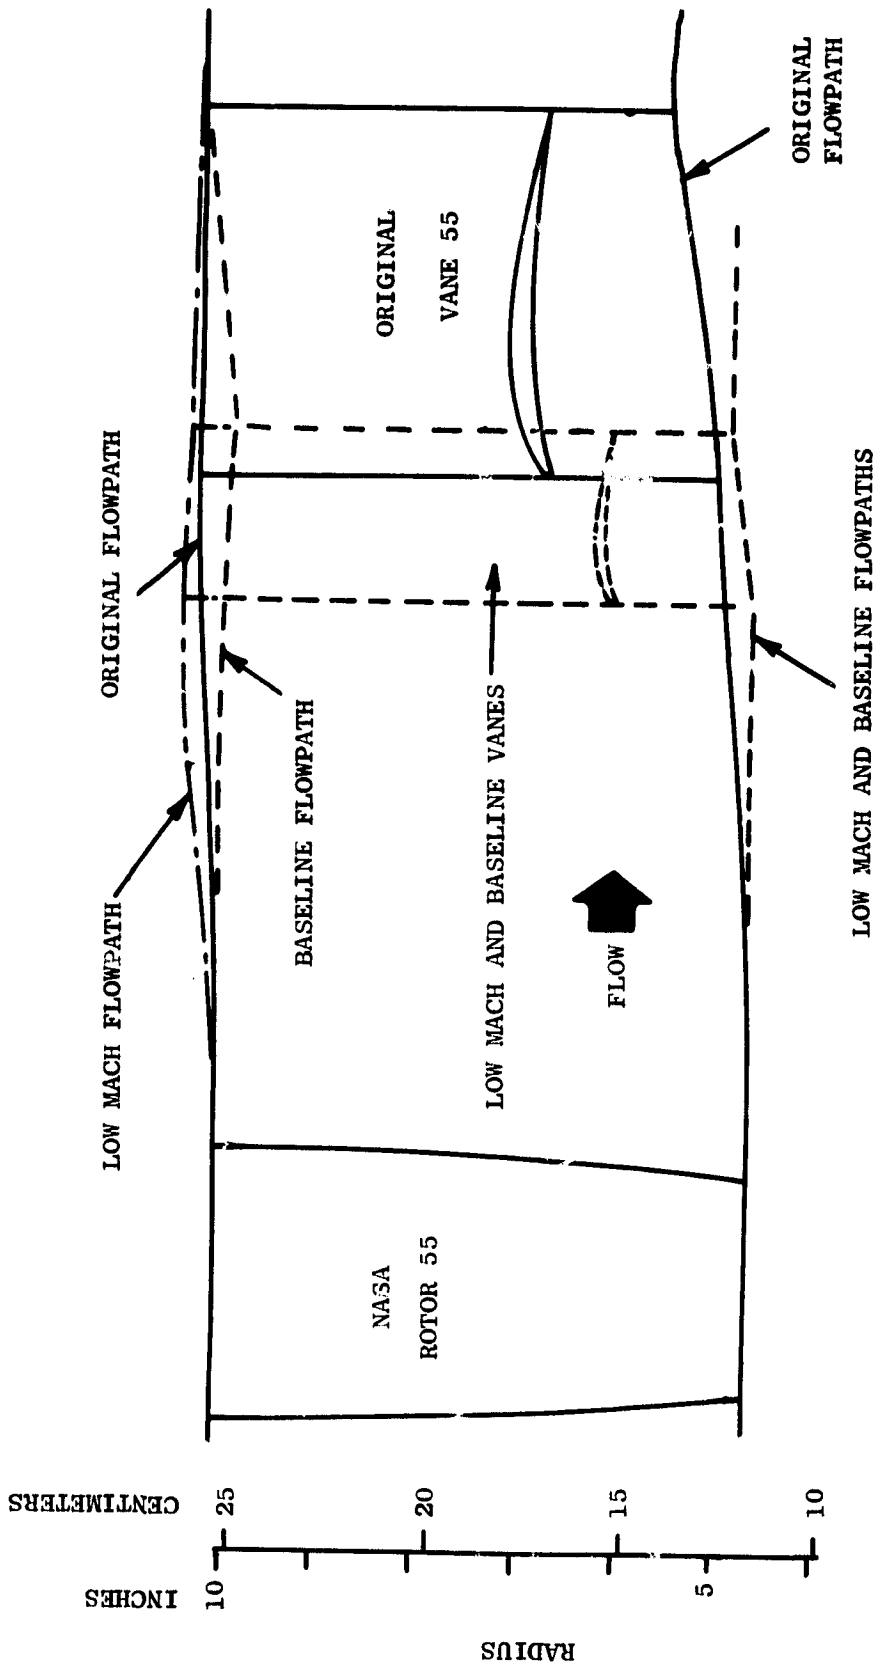 LOW MACH FLOWPATH
ORIGINAL FLOWPATH
BASELINE FLOWPATH
NASA
ROTOR 55
ORIGINAL
VANE 55
LOW MACH AND BASELINE VANES
FLOW
LOW MACH AND BASELINE FLOWPATHS
ORIGINAL
FLOWPATH
CENTIMETERS
25
20
15
10
INCHES
10
5
RADIUS